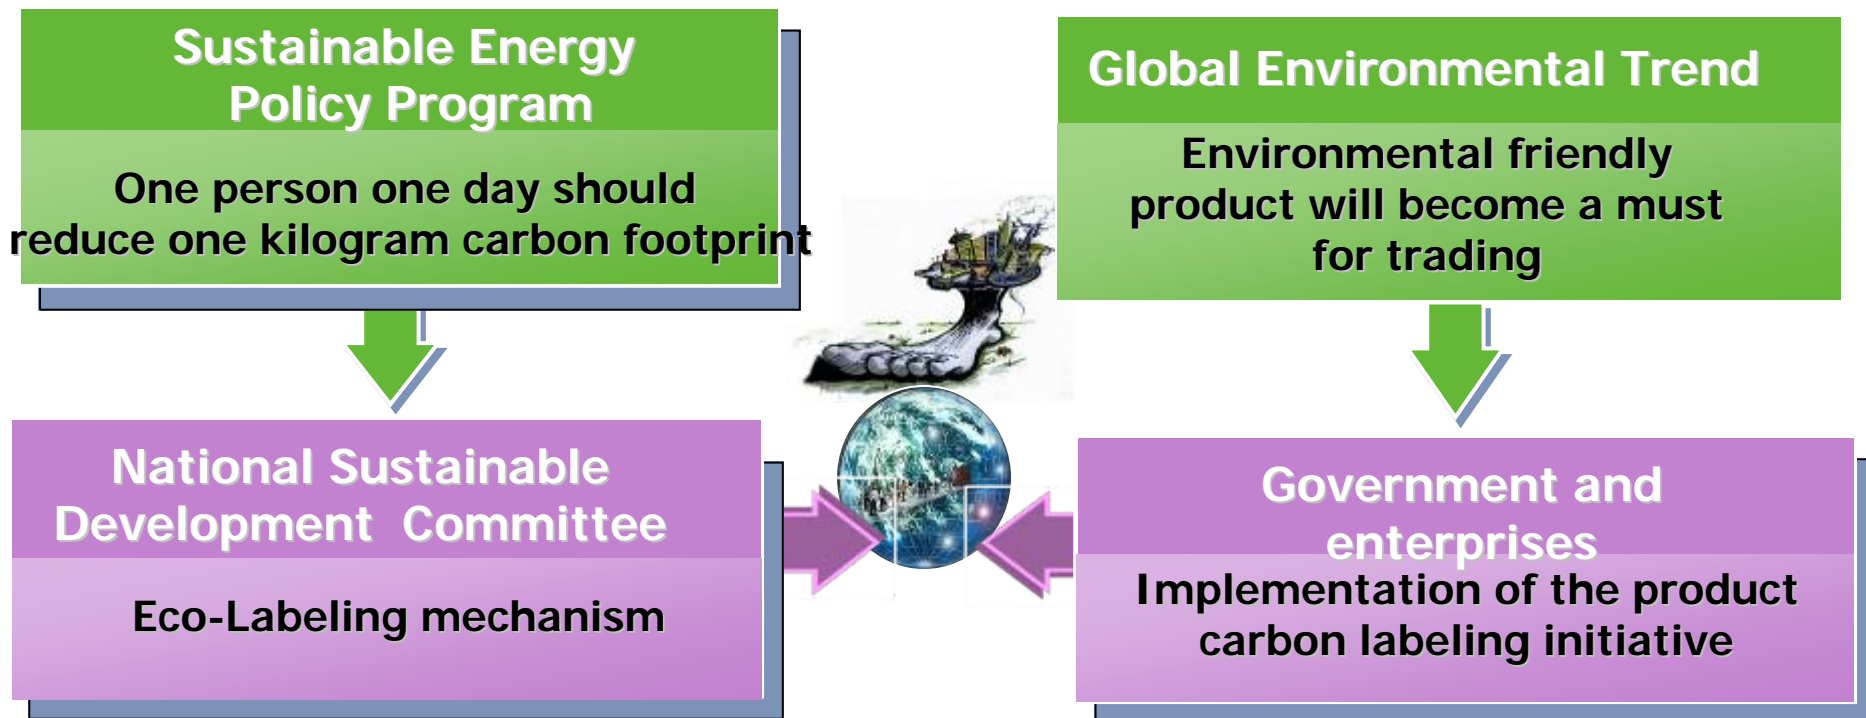 Sustainable Energy
Policy Program
One person one day should
reduce one kilogram carbon footprint
Global Environmental Trend
Environmental friendly
product will become a must
for trading
National Sustainable
Development Committee
Eco-Labeling mechanism
Government and
enterprises
Implementation of the product
carbon labeling initiative